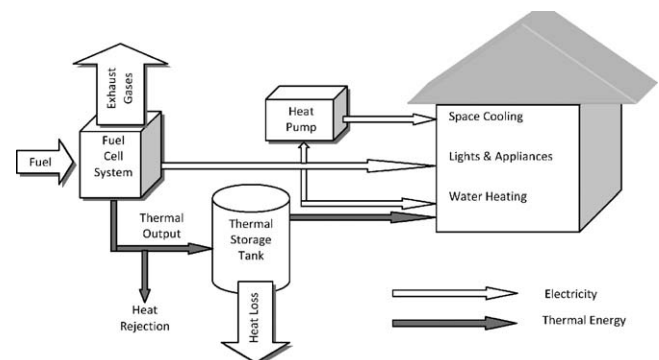 Exhaust
Gases
Fuel
Fuel
Cell
System
Heat
Pump
Space Cooling
Lights & Appliances
Water Heating
Thermal
Output
Thermal
Storage
Tank
Heat
Rejection
Heat Loss
Electricity
Thermal Energy